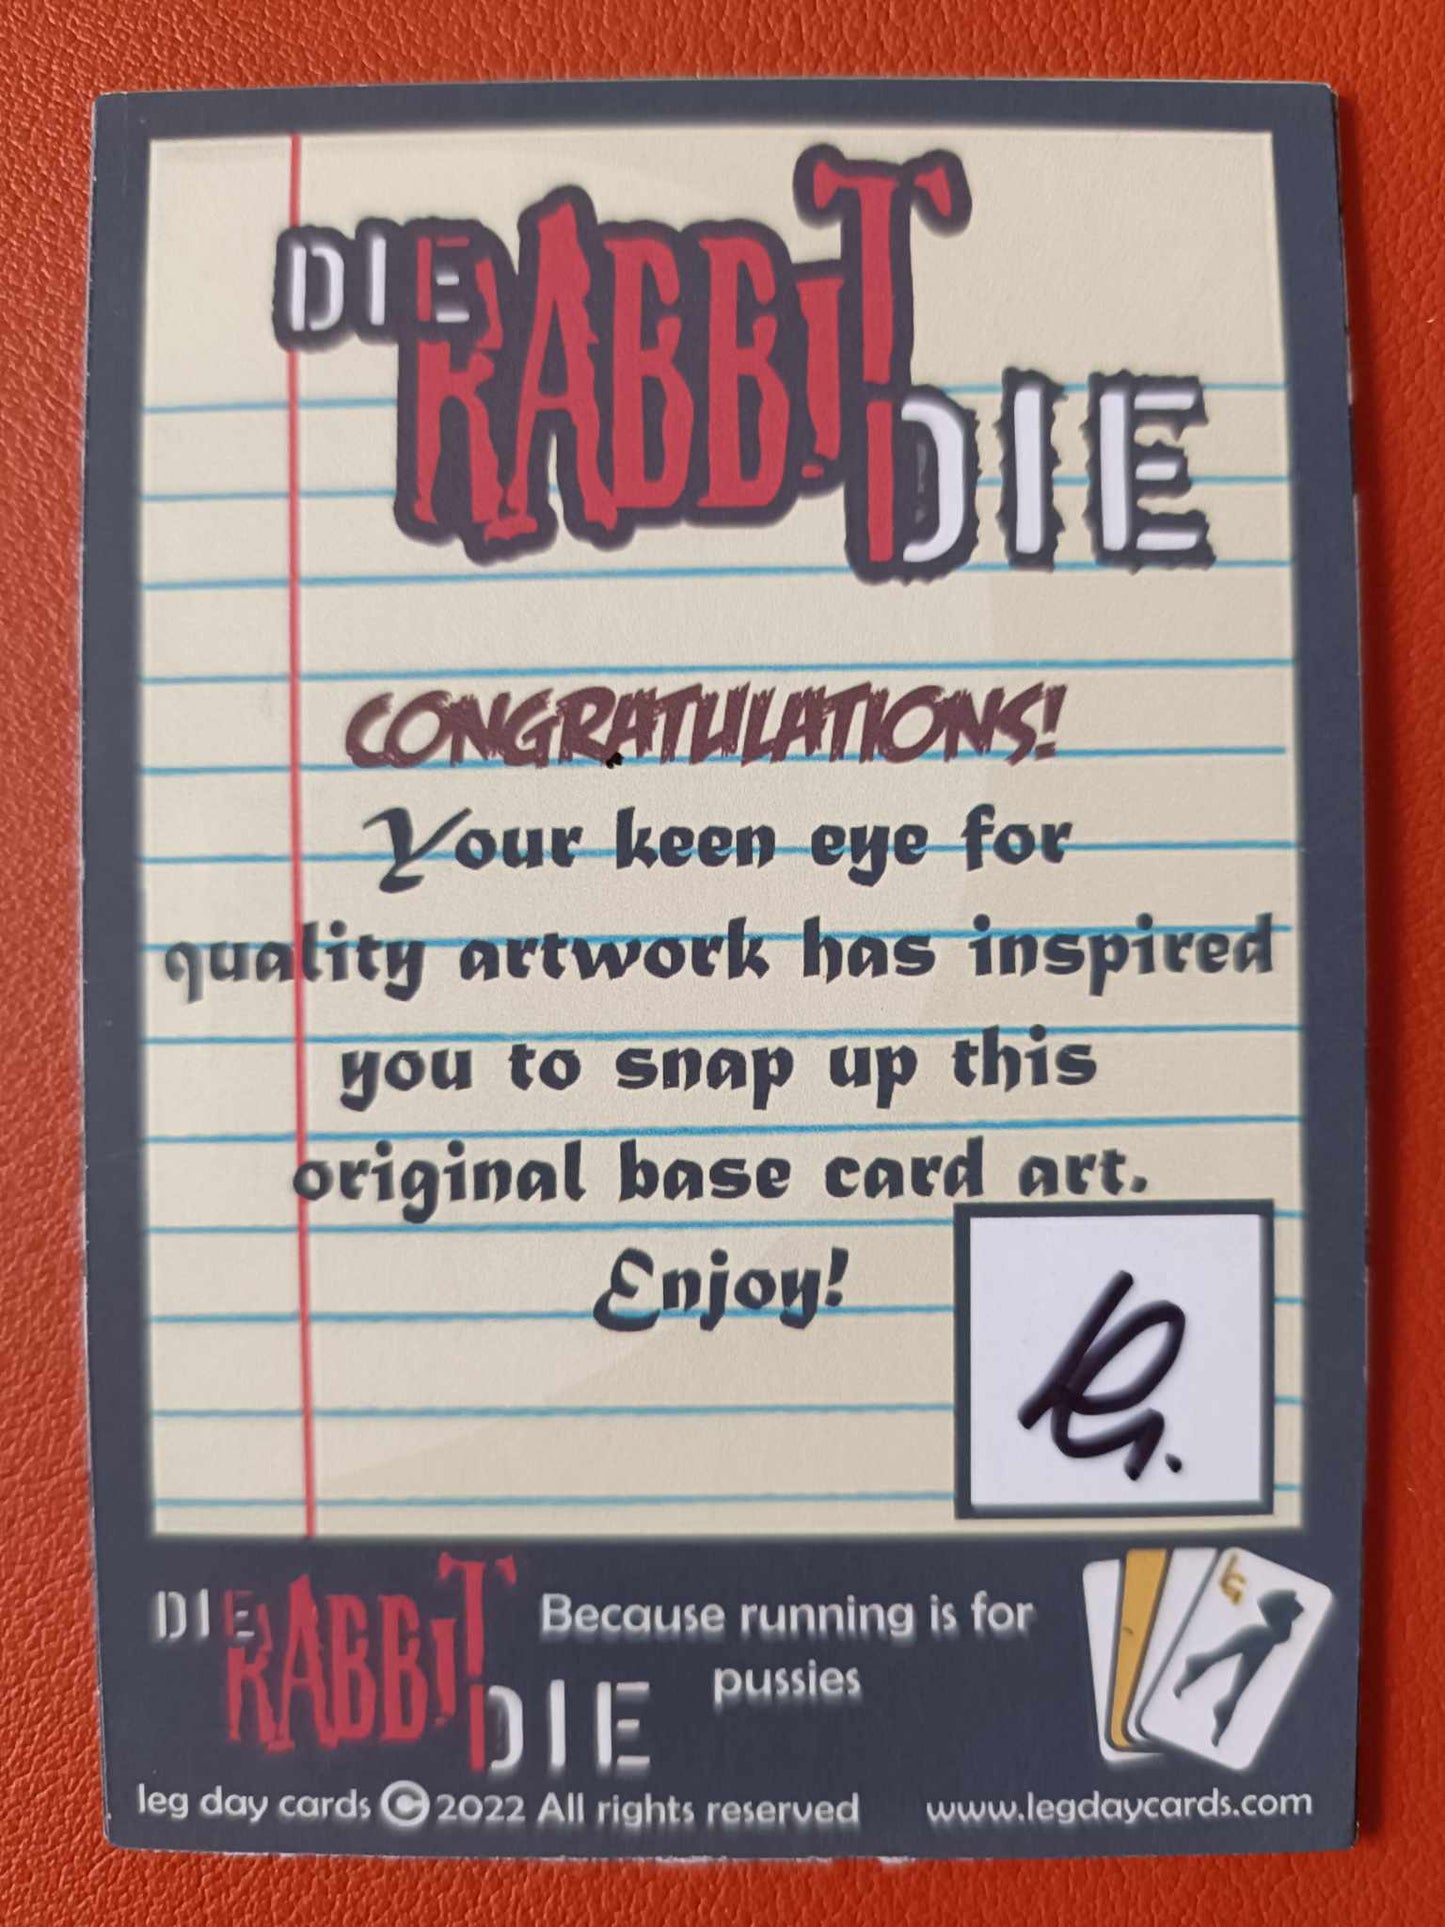 DIE RABBIT DIE
CONGRATULATIONS!
Your keen eye for
quality artwork has inspired
you to snap up this
original base card art.
Enjoy!
DIE RABBIT DIE
Because running is for
pussies
leg day cards © 2022 All rights reserved
www.legdaycards.com